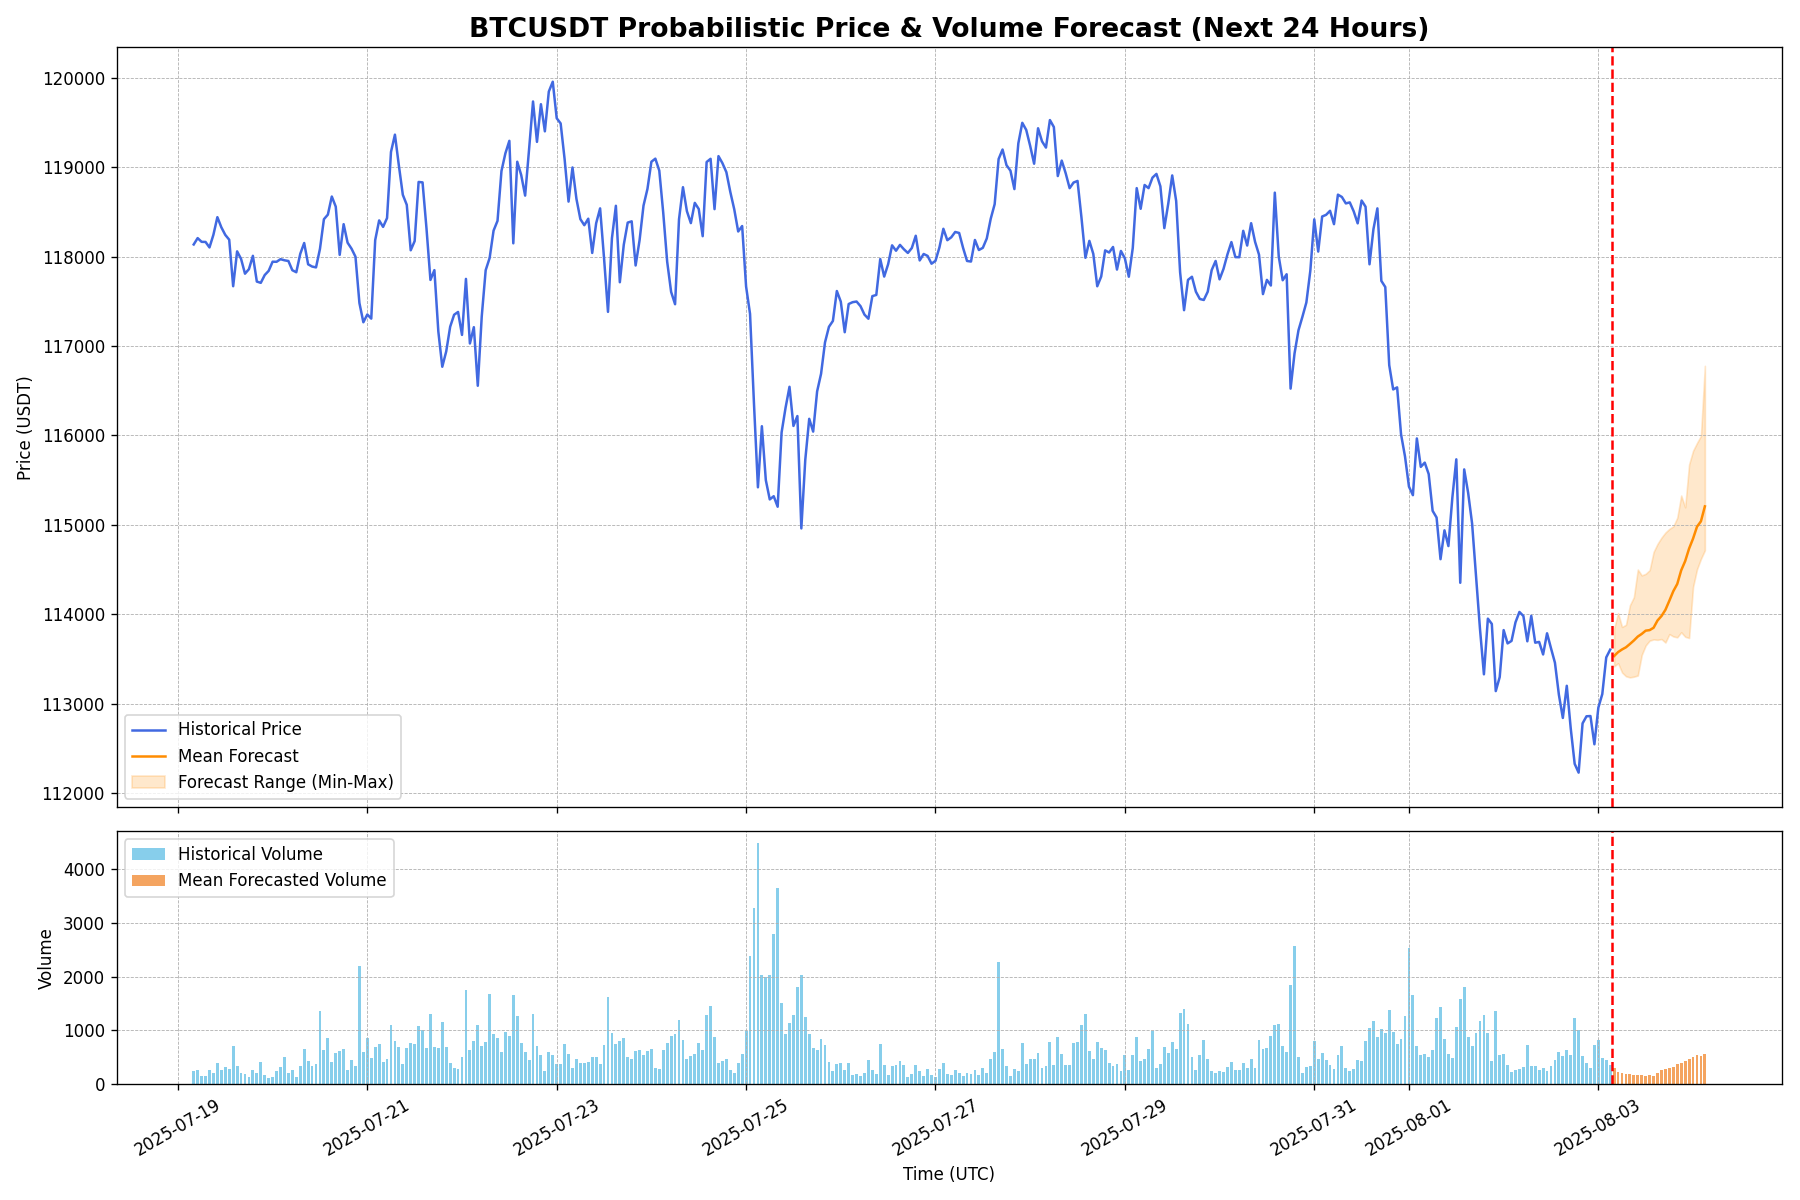 BTCUSDT Probabilistic Price & Volume Forecast (Next 24 Hours)
120000
119000
118000
117000
116000
115000
114000
113000
112000
Price (USDT)
Historical Price
Mean Forecast
Forecast Range (Min-Max)
Historical Volume
Mean Forecasted Volume
4000
3000
2000
1000
0
Volume
2025-07-19
2025-07-21
2025-07-23
2025-07-25
2025-07-27
2025-07-29
2025-07-31
2025-08-01
2025-08-03
Time (UTC)